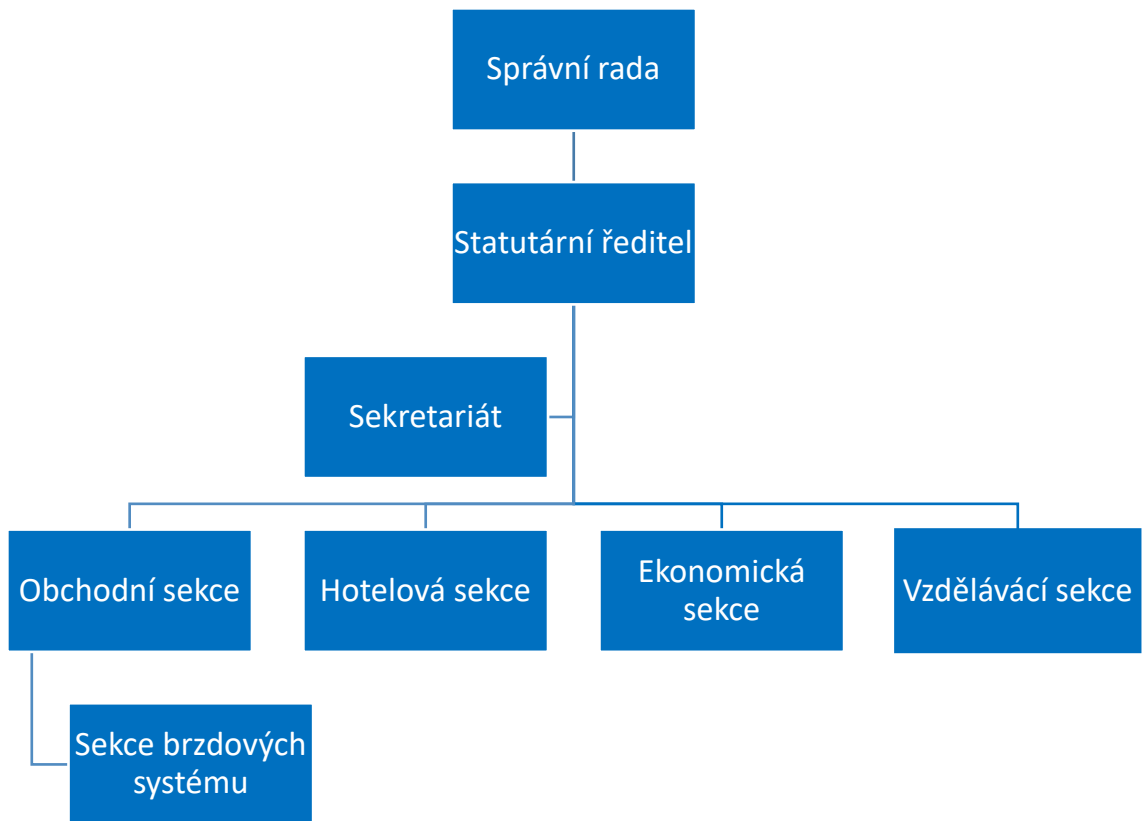 Správní rada
Statutární ředitel
Sekretariát
Obchodní sekce
Hotelová sekce
Ekonomická
sekce
Vzdělávácí sekce
Sekce brzdových
systému